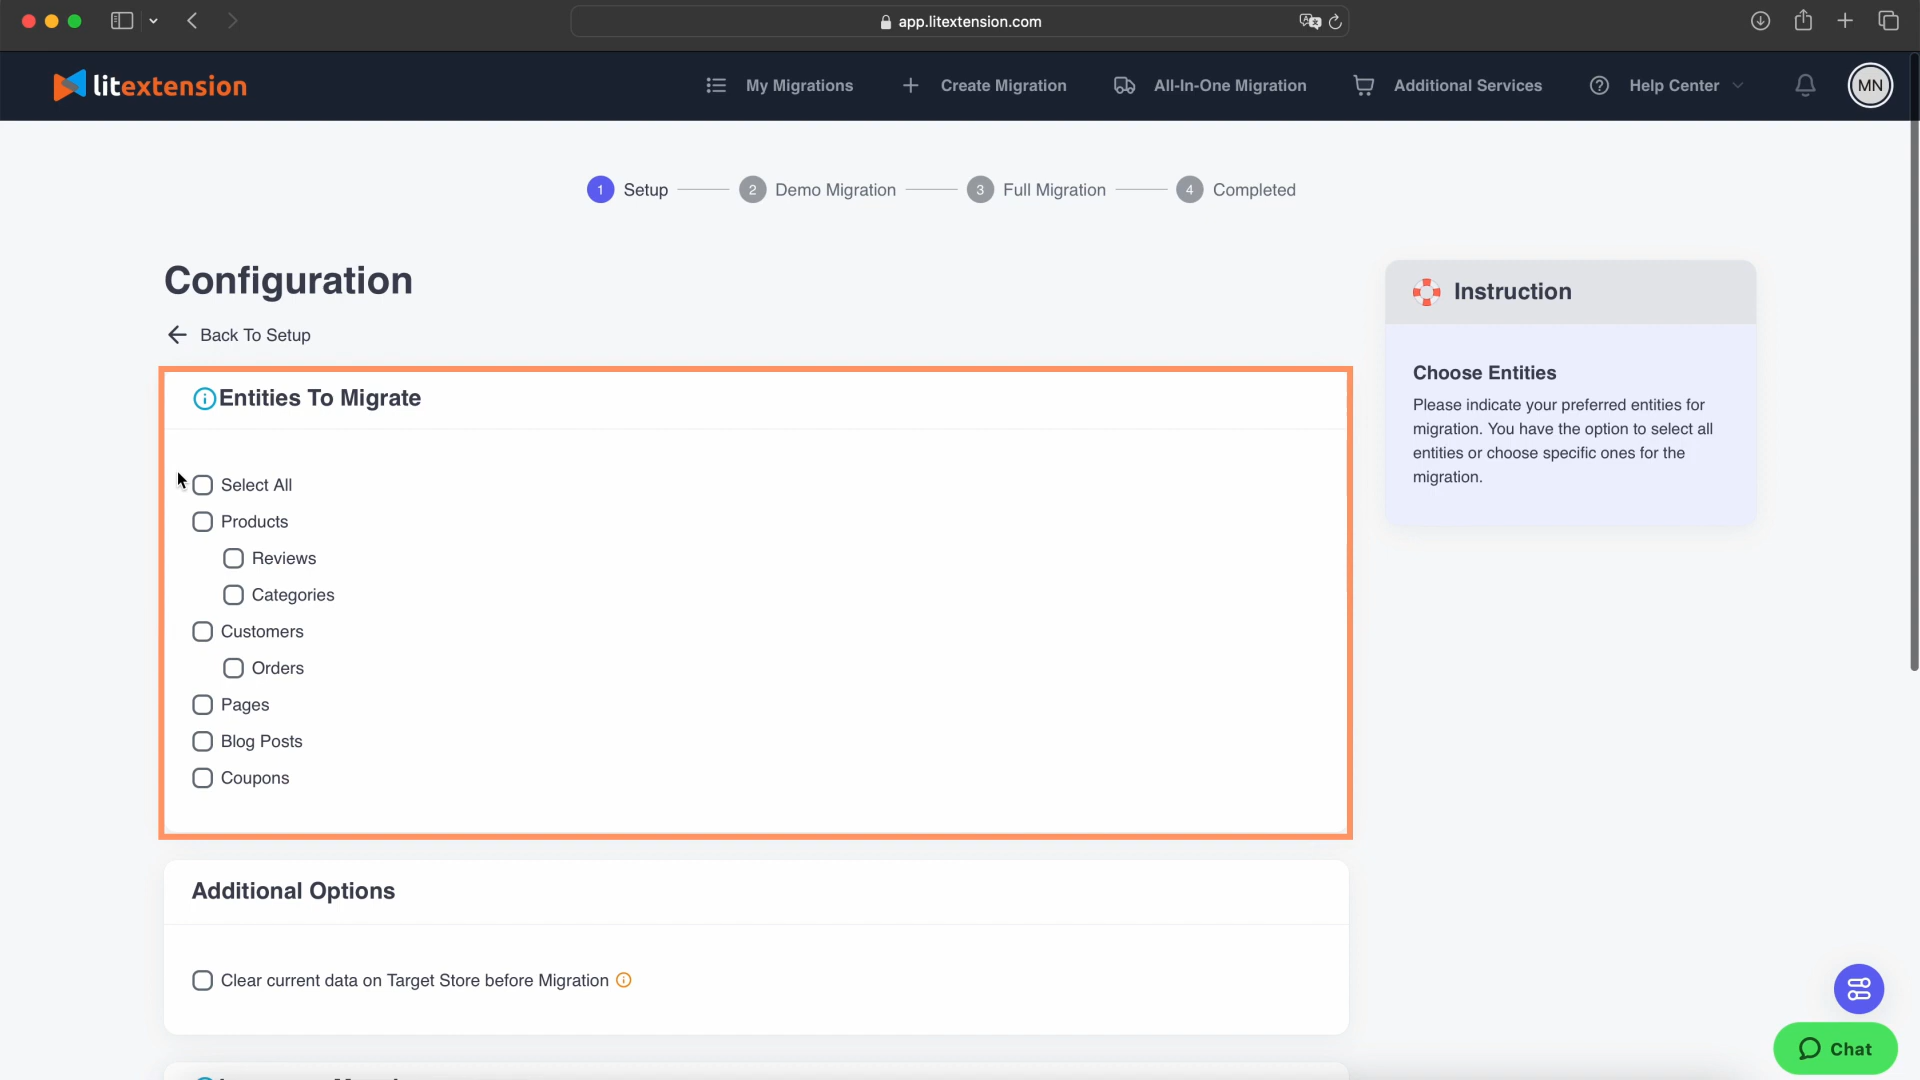 app.litextension.com
litextension
My Migrations
Create Migration
All-In-One Migration
Additional Services
Help Center
MN
1 Setup
2 Demo Migration
3 Full Migration
4 Completed
Configuration
Back To Setup
Entities To Migrate
Select All
Products
Reviews
Categories
Customers
Orders
Pages
Blog Posts
Coupons
Additional Options
Clear current data on Target Store before Migration
Instruction
Choose Entities
Please indicate your preferred entities for
migration. You have the option to select all
entities or choose specific ones for the
migration.
Chat